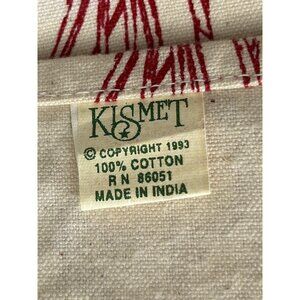 KISMET
© COPYRIGHT 1993
100% COTTON
R N 86051
MADE IN INDIA